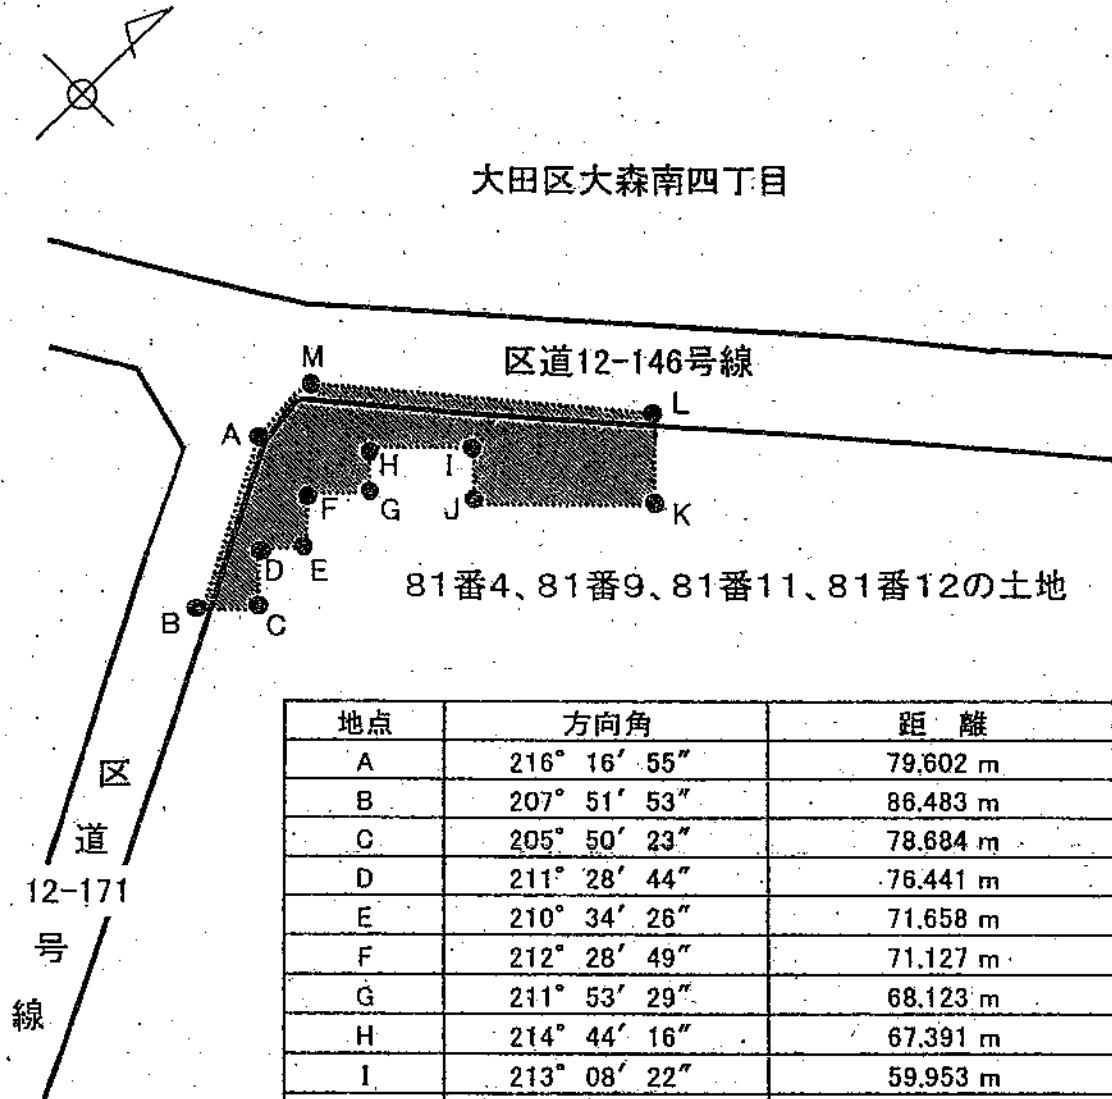 大田区大森南四丁目
区道12-146号線
M
L
A
H
I
F
G
J
K
D
E
B
C
81番4、81番9、81番11、81番12の土地
区道12-171号線
地点 方向角 距離
A 216° 16′ 55″ 79.602 m
B 207° 51′ 53″ 86.483 m
C 205° 50′ 23″ 78.684 m
D 211° 28′ 44″ 76.441 m
E 210° 34′ 26″ 71.658 m
F 212° 28′ 49″ 71.127 m
G 211° 53′ 29″ 68.123 m
H 214° 44′ 16″ 67.391 m
I 213° 08′ 22″ 59.953 m